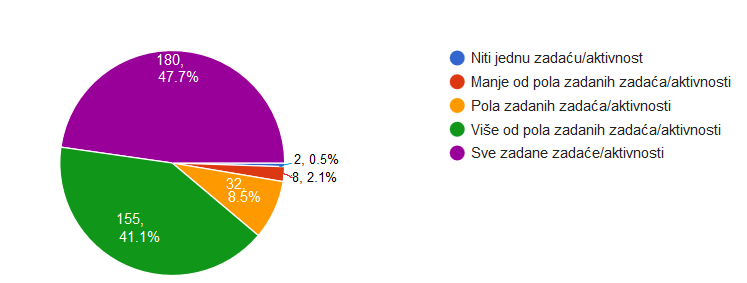 180,
47.7%
2, 0.5%
8, 2.1%
32,
8.5%
155,
41.1%
Niti jednu zadaću/aktivnost
Manje od pola zadanih zadaća/aktivnosti
Pola zadanih zadaća/aktivnosti
Više od pola zadanih zadaća/aktivnosti
Sve zadane zadaće/aktivnosti